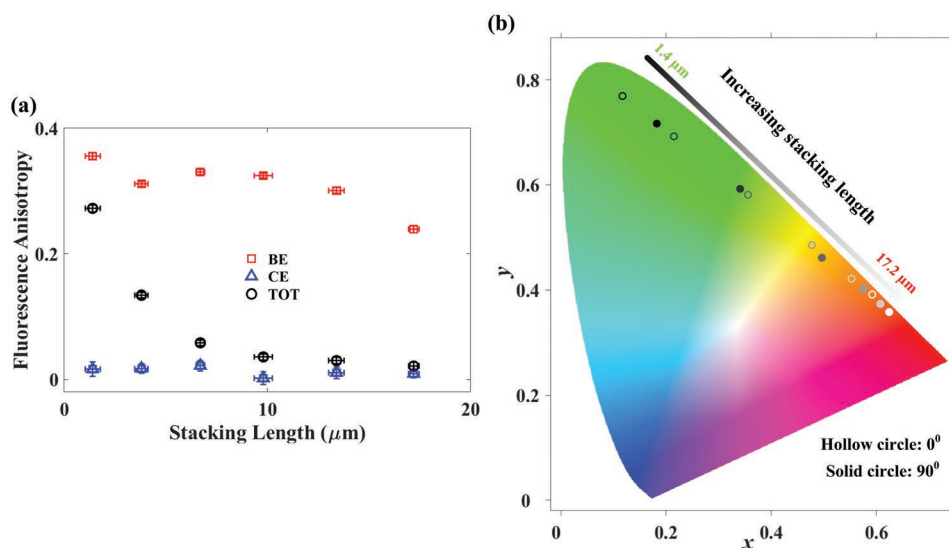 (a)
0.4
0.2
0
Fluorescence Anisotropy
BE
CE
TOT
0
10
20
Stacking Length (μm)
(b)
0.8
0.6
0.4
0.2
0
y
1.4 μm
Increasing stacking length
17.2 μm
Hollow circle: 0⁰
Solid circle: 90⁰
0
0.2
0.4
0.6
x